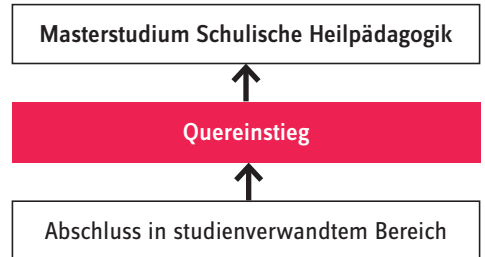 Masterstudium Schulische Heilpädagogik
Quereinstieg
Abschluss in studienverwandtem Bereich